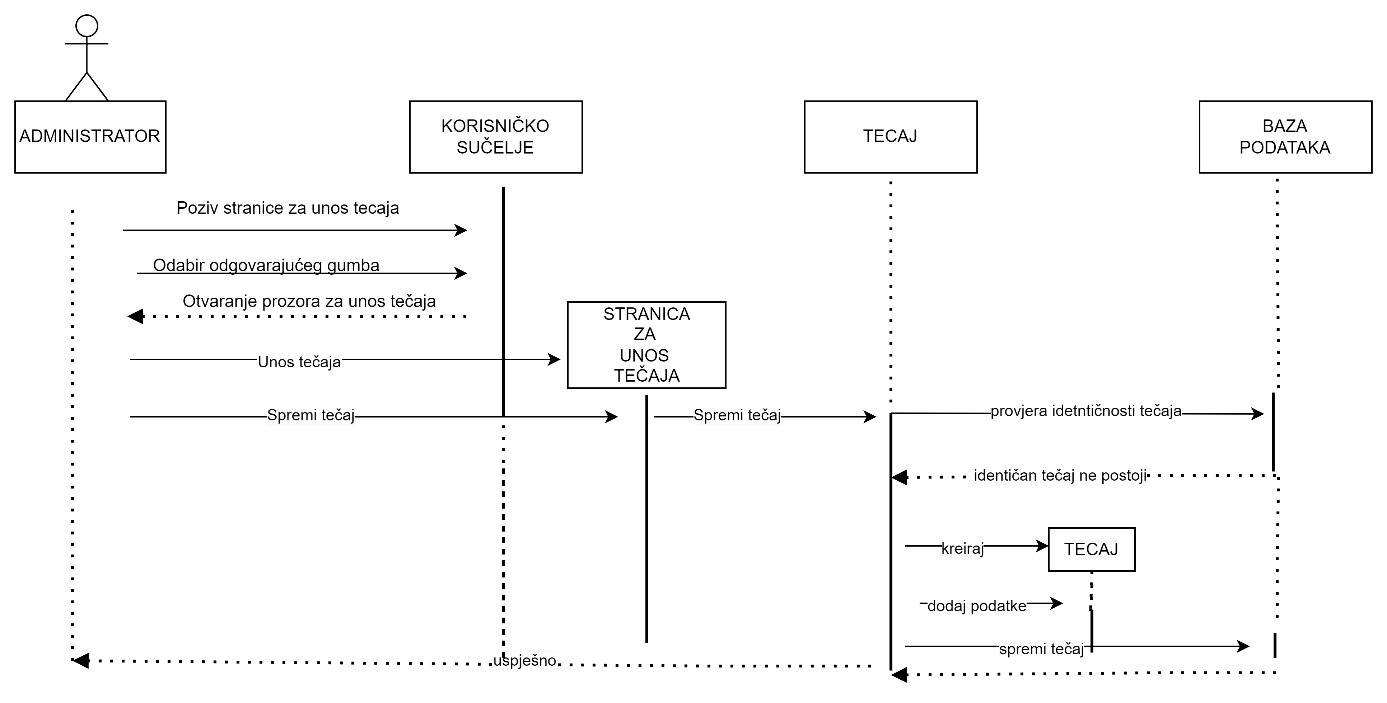 ADMINISTRATOR
KORISNIČKO
SUČELJE
TECAJ
BAZA
PODATAKA
Poziv stranice za unos tecaja
Odabir odgovarajućeg gumba
Otvaranje prozora za unos tečaja
STRANICA
ZA
UNOS
TEČAJA
Unos tečaja
Spremi tečaj
Spremi tečaj
provjera idetntičnosti tečaja
identičan tečaj ne postoji
kreiraj
TECAJ
dodaj podatke
spremi tečaj
uspješno